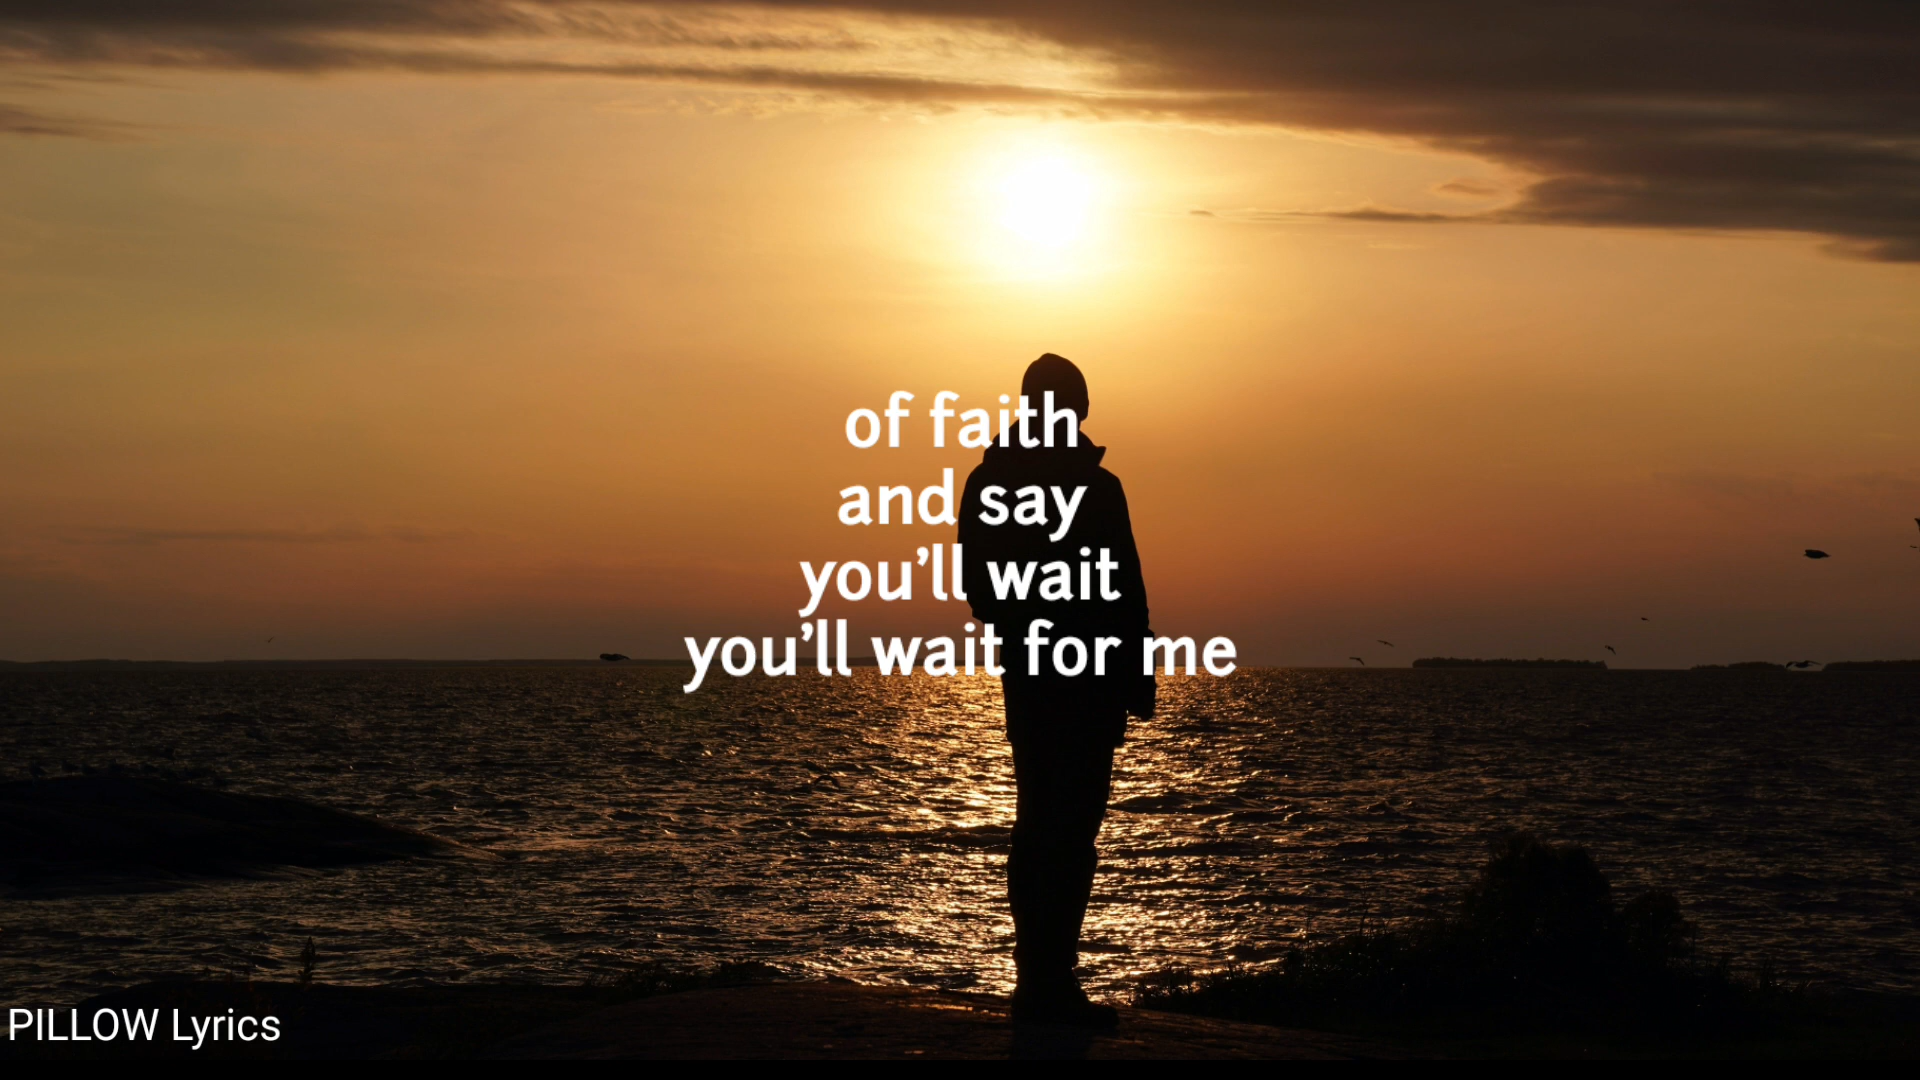 of faith
and say
you’ll wait
you’ll wait for me
PILLOW Lyrics